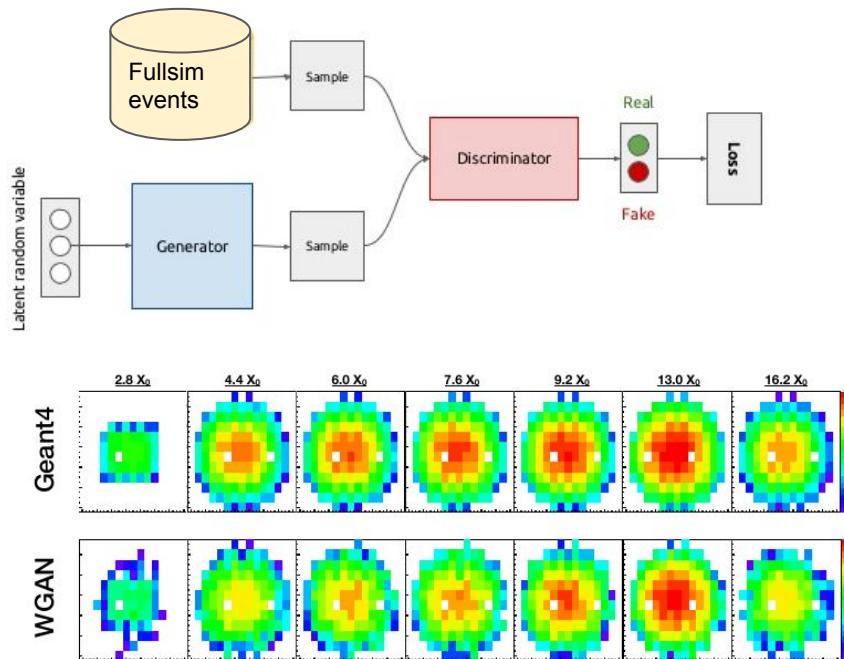 Fullsim
events
Sample
Real
Discriminator
Loss
Fake
Latent random variable
Generator
Sample
2.8 X₀
4.4 X₀
6.0 X₀
7.6 X₀
9.2 X₀
13.0 X₀
16.2 X₀
Geant4
WGAN